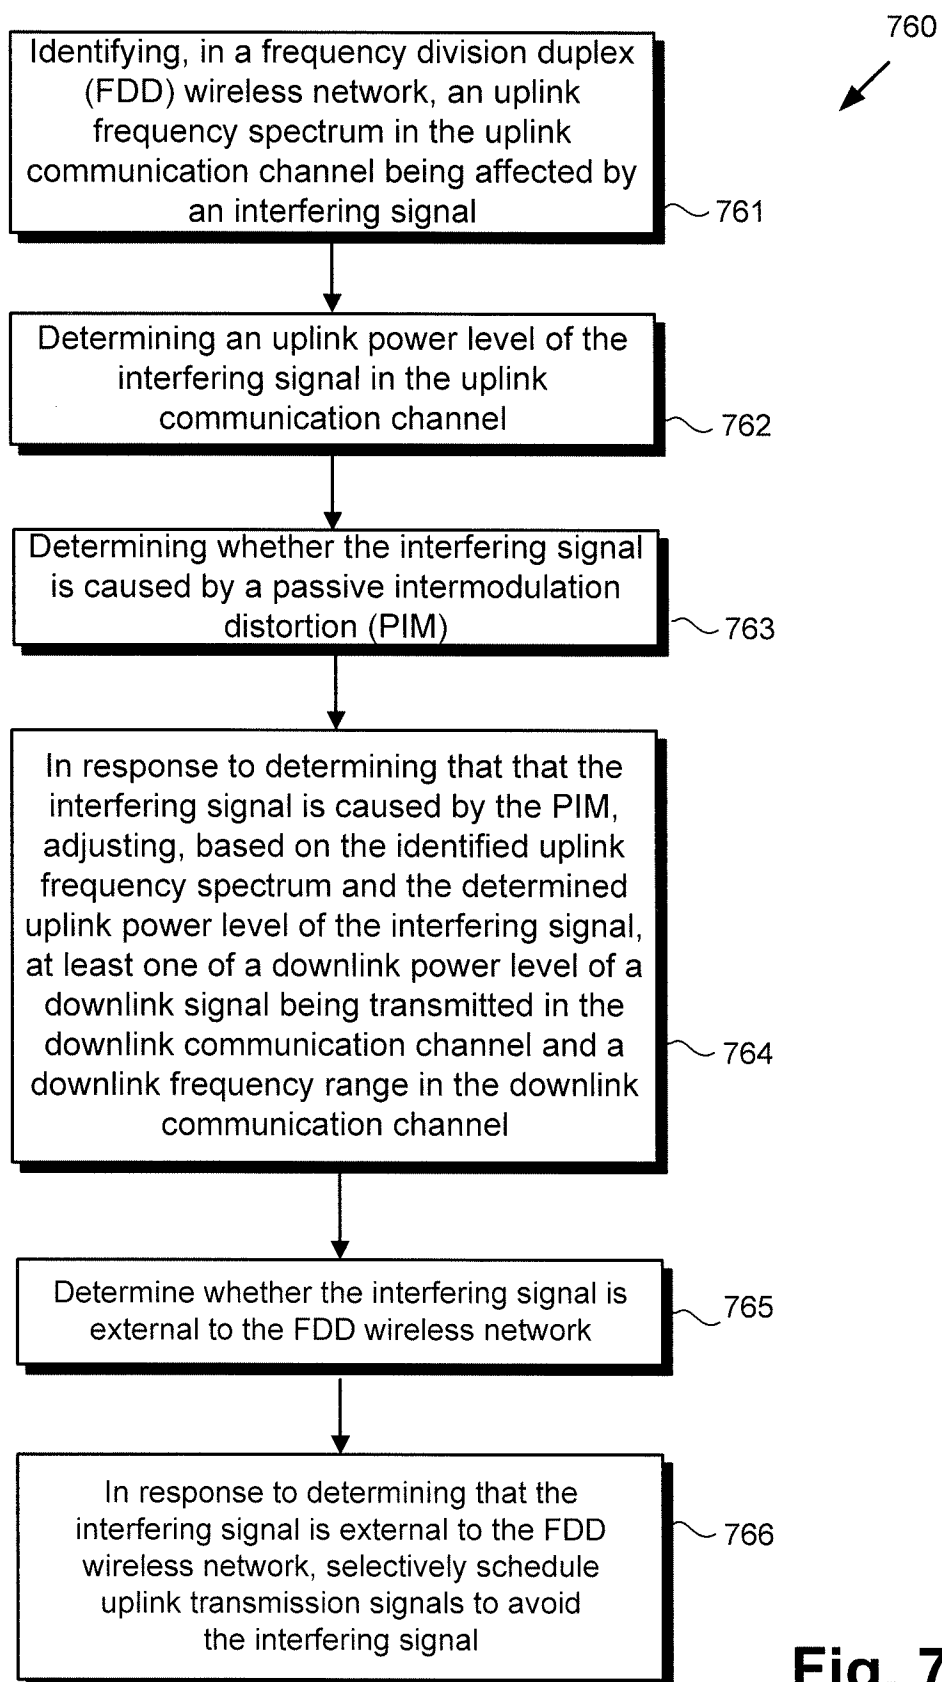 760
Identifying, in a frequency division duplex
(FDD) wireless network, an uplink
frequency spectrum in the uplink
communication channel being affected by
an interfering signal
761
Determining an uplink power level of the
interfering signal in the uplink
communication channel
762
Determining whether the interfering signal
is caused by a passive intermodulation
distortion (PIM)
763
In response to determining that that the
interfering signal is caused by the PIM,
adjusting, based on the identified uplink
frequency spectrum and the determined
uplink power level of the interfering signal,
at least one of a downlink power level of a
downlink signal being transmitted in the
downlink communication channel and a
downlink frequency range in the downlink
communication channel
764
Determine whether the interfering signal is
external to the FDD wireless network
765
In response to determining that the
interfering signal is external to the FDD
wireless network, selectively schedule
uplink transmission signals to avoid
the interfering signal
766
Fig. 7